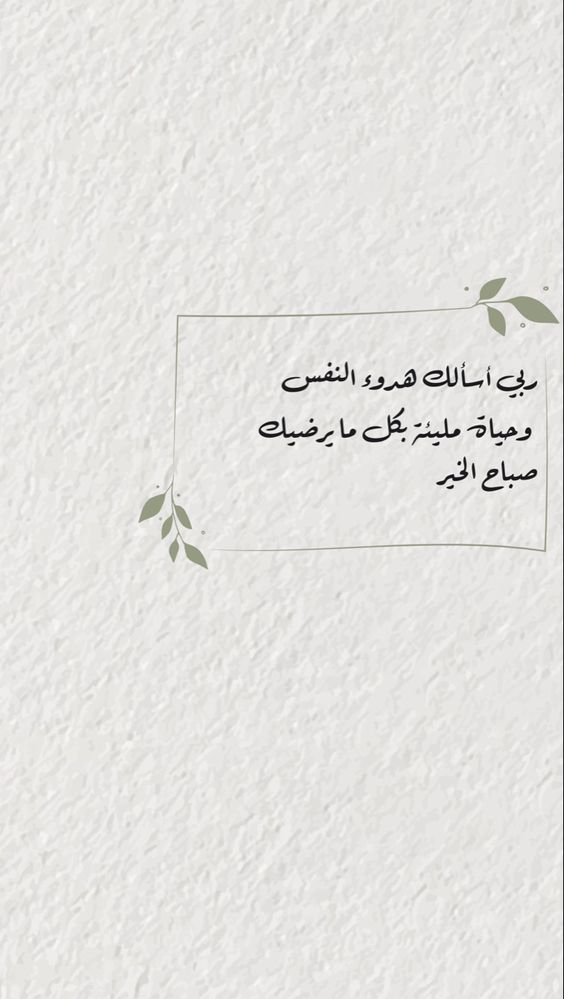 ربي أسألك هدوء النفس
وحياة مليئة بكل ما يرضيك
صباح الخير